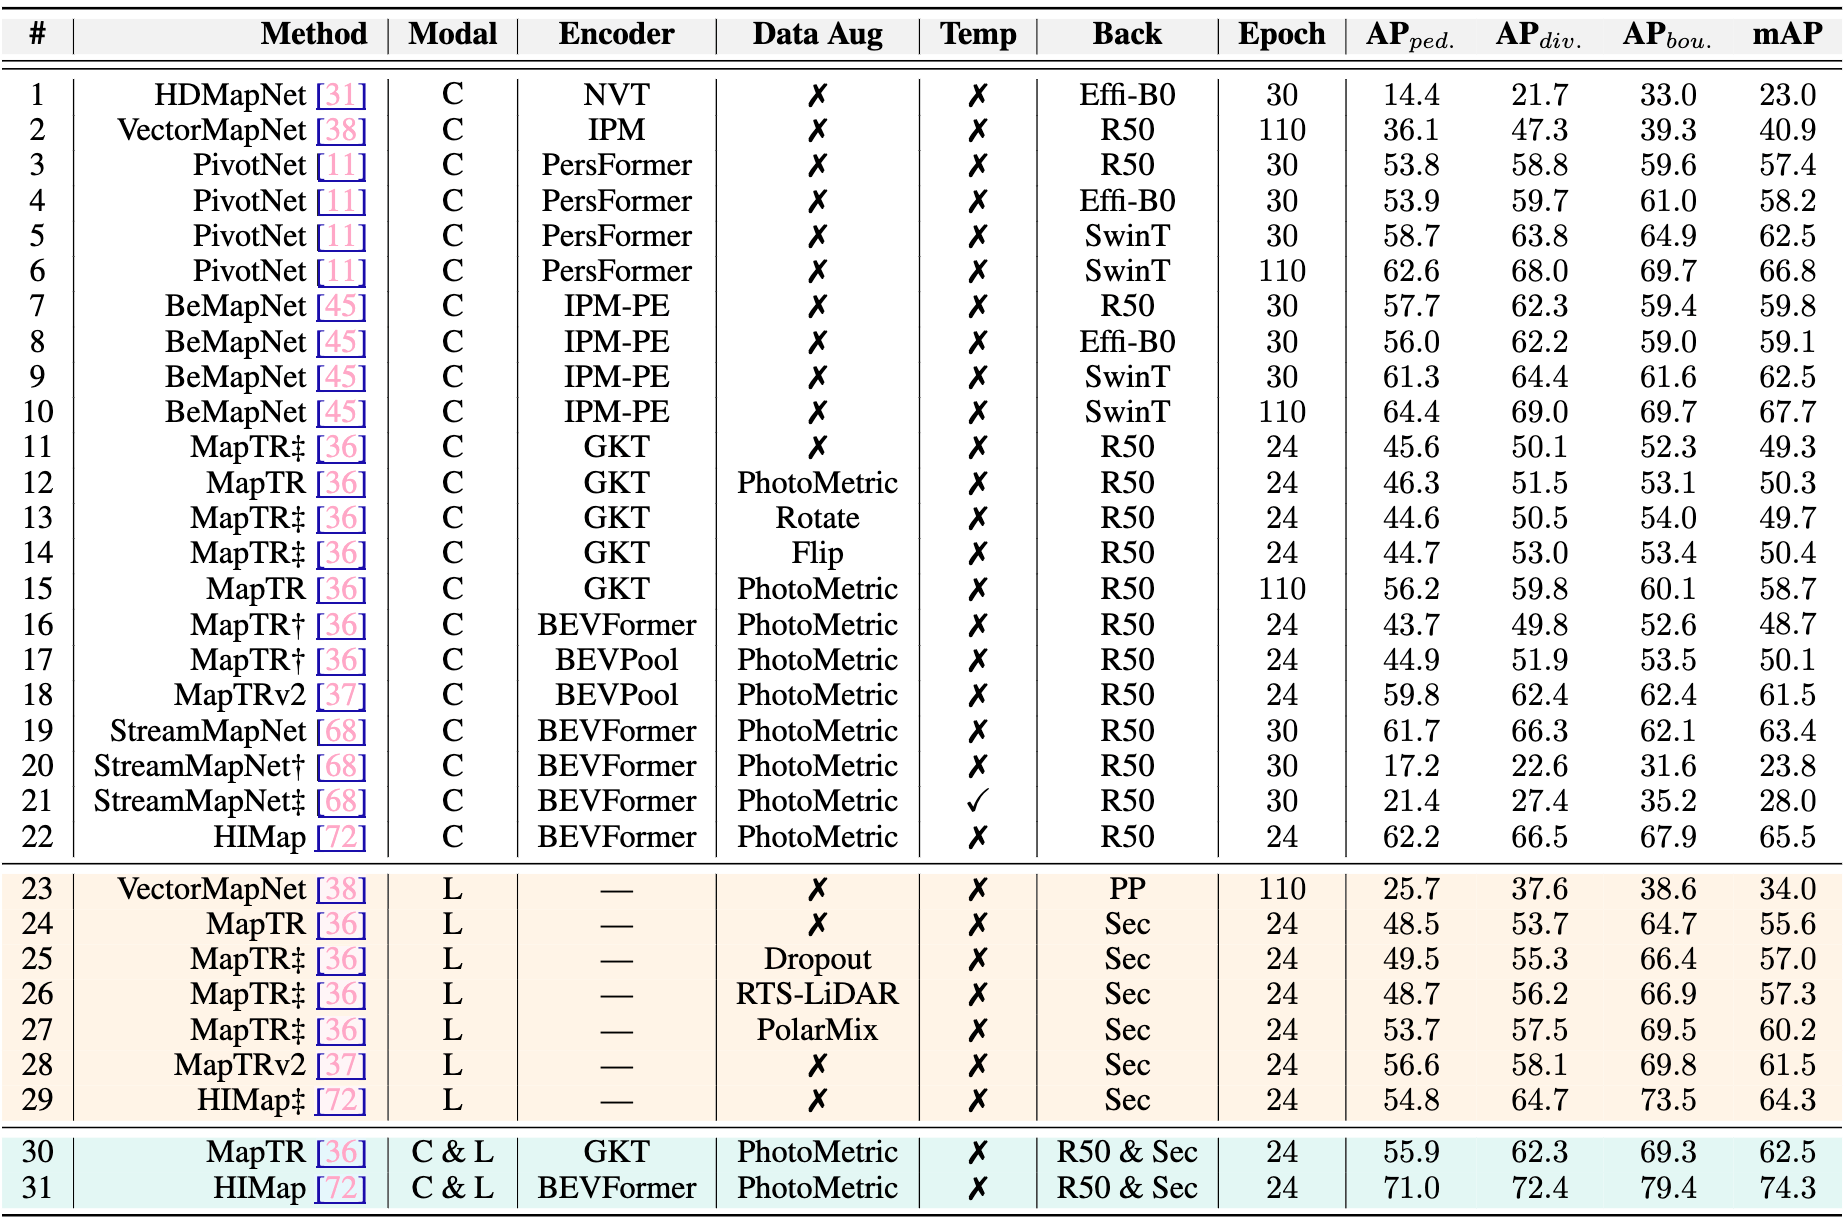 # Method Modal Encoder Data Aug Temp Back Epoch APped. APdiv. APbou. mAP
1 HDMapNet [31] C NVT ✗ ✗ Effi-B0 30 14.4 21.7 33.0 23.0
2 VectorMapNet [38] C IPM ✗ ✗ R50 110 36.1 47.3 39.3 40.9
3 PivotNet [11] C PersFormer ✗ ✗ R50 30 53.8 58.8 59.6 57.4
4 PivotNet [11] C PersFormer ✗ ✗ Effi-B0 30 53.9 59.7 61.0 58.2
5 PivotNet [11] C PersFormer ✗ ✗ SwinT 30 58.7 63.8 64.9 62.5
6 PivotNet [11] C PersFormer ✗ ✗ SwinT 110 62.6 68.0 69.7 66.8
7 BeMapNet [45] C IPM-PE ✗ ✗ R50 30 57.7 62.3 59.4 59.8
8 BeMapNet [45] C IPM-PE ✗ ✗ Effi-B0 30 56.0 62.2 59.0 59.1
9 BeMapNet [45] C IPM-PE ✗ ✗ SwinT 30 61.3 64.4 61.6 62.5
10 BeMapNet [45] C IPM-PE ✗ ✗ SwinT 110 64.4 69.0 69.7 67.7
11 MapTR‡ [36] C GKT ✗ ✗ R50 24 45.6 50.1 52.3 49.3
12 MapTR [36] C GKT PhotoMetric ✗ R50 24 46.3 51.5 53.1 50.3
13 MapTR‡ [36] C GKT Rotate ✗ R50 24 44.6 50.5 54.0 49.7
14 MapTR‡ [36] C GKT Flip ✗ R50 24 44.7 53.0 53.4 50.4
15 MapTR [36] C GKT PhotoMetric ✗ R50 110 56.2 59.8 60.1 58.7
16 MapTR† [36] C BEVFormer PhotoMetric ✗ R50 24 43.7 49.8 52.6 48.7
17 MapTR† [36] C BEVPool PhotoMetric ✗ R50 24 44.9 51.9 53.5 50.1
18 MapTRv2 [37] C BEVPool PhotoMetric ✗ R50 24 59.8 62.4 62.4 61.5
19 StreamMapNet [68] C BEVFormer PhotoMetric ✗ R50 30 61.7 66.3 62.1 63.4
20 StreamMapNet† [68] C BEVFormer PhotoMetric ✗ R50 30 17.2 22.6 31.6 23.8
21 StreamMapNet‡ [68] C BEVFormer PhotoMetric ✓ R50 30 21.4 27.4 35.2 28.0
22 HIMap [72] C BEVFormer PhotoMetric ✗ R50 24 62.2 66.5 67.9 65.5
23 VectorMapNet [38] L — ✗ ✗ PP 110 25.7 37.6 38.6 34.0
24 MapTR [36] L — ✗ ✗ Sec 24 48.5 53.7 64.7 55.6
25 MapTR‡ [36] L — Dropout ✗ Sec 24 49.5 55.3 66.4 57.0
26 MapTR‡ [36] L — RTS-LiDAR ✗ Sec 24 48.7 56.2 66.9 57.3
27 MapTR‡ [36] L — PolarMix ✗ Sec 24 53.7 57.5 69.5 60.2
28 MapTRv2 [37] L — ✗ ✗ Sec 24 56.6 58.1 69.8 61.5
29 HIMap‡ [72] L — ✗ ✗ Sec 24 54.8 64.7 73.5 64.3
30 MapTR [36] C & L GKT PhotoMetric ✗ R50 & Sec 24 55.9 62.3 69.3 62.5
31 HIMap [72] C & L BEVFormer PhotoMetric ✗ R50 & Sec 24 71.0 72.4 79.4 74.3